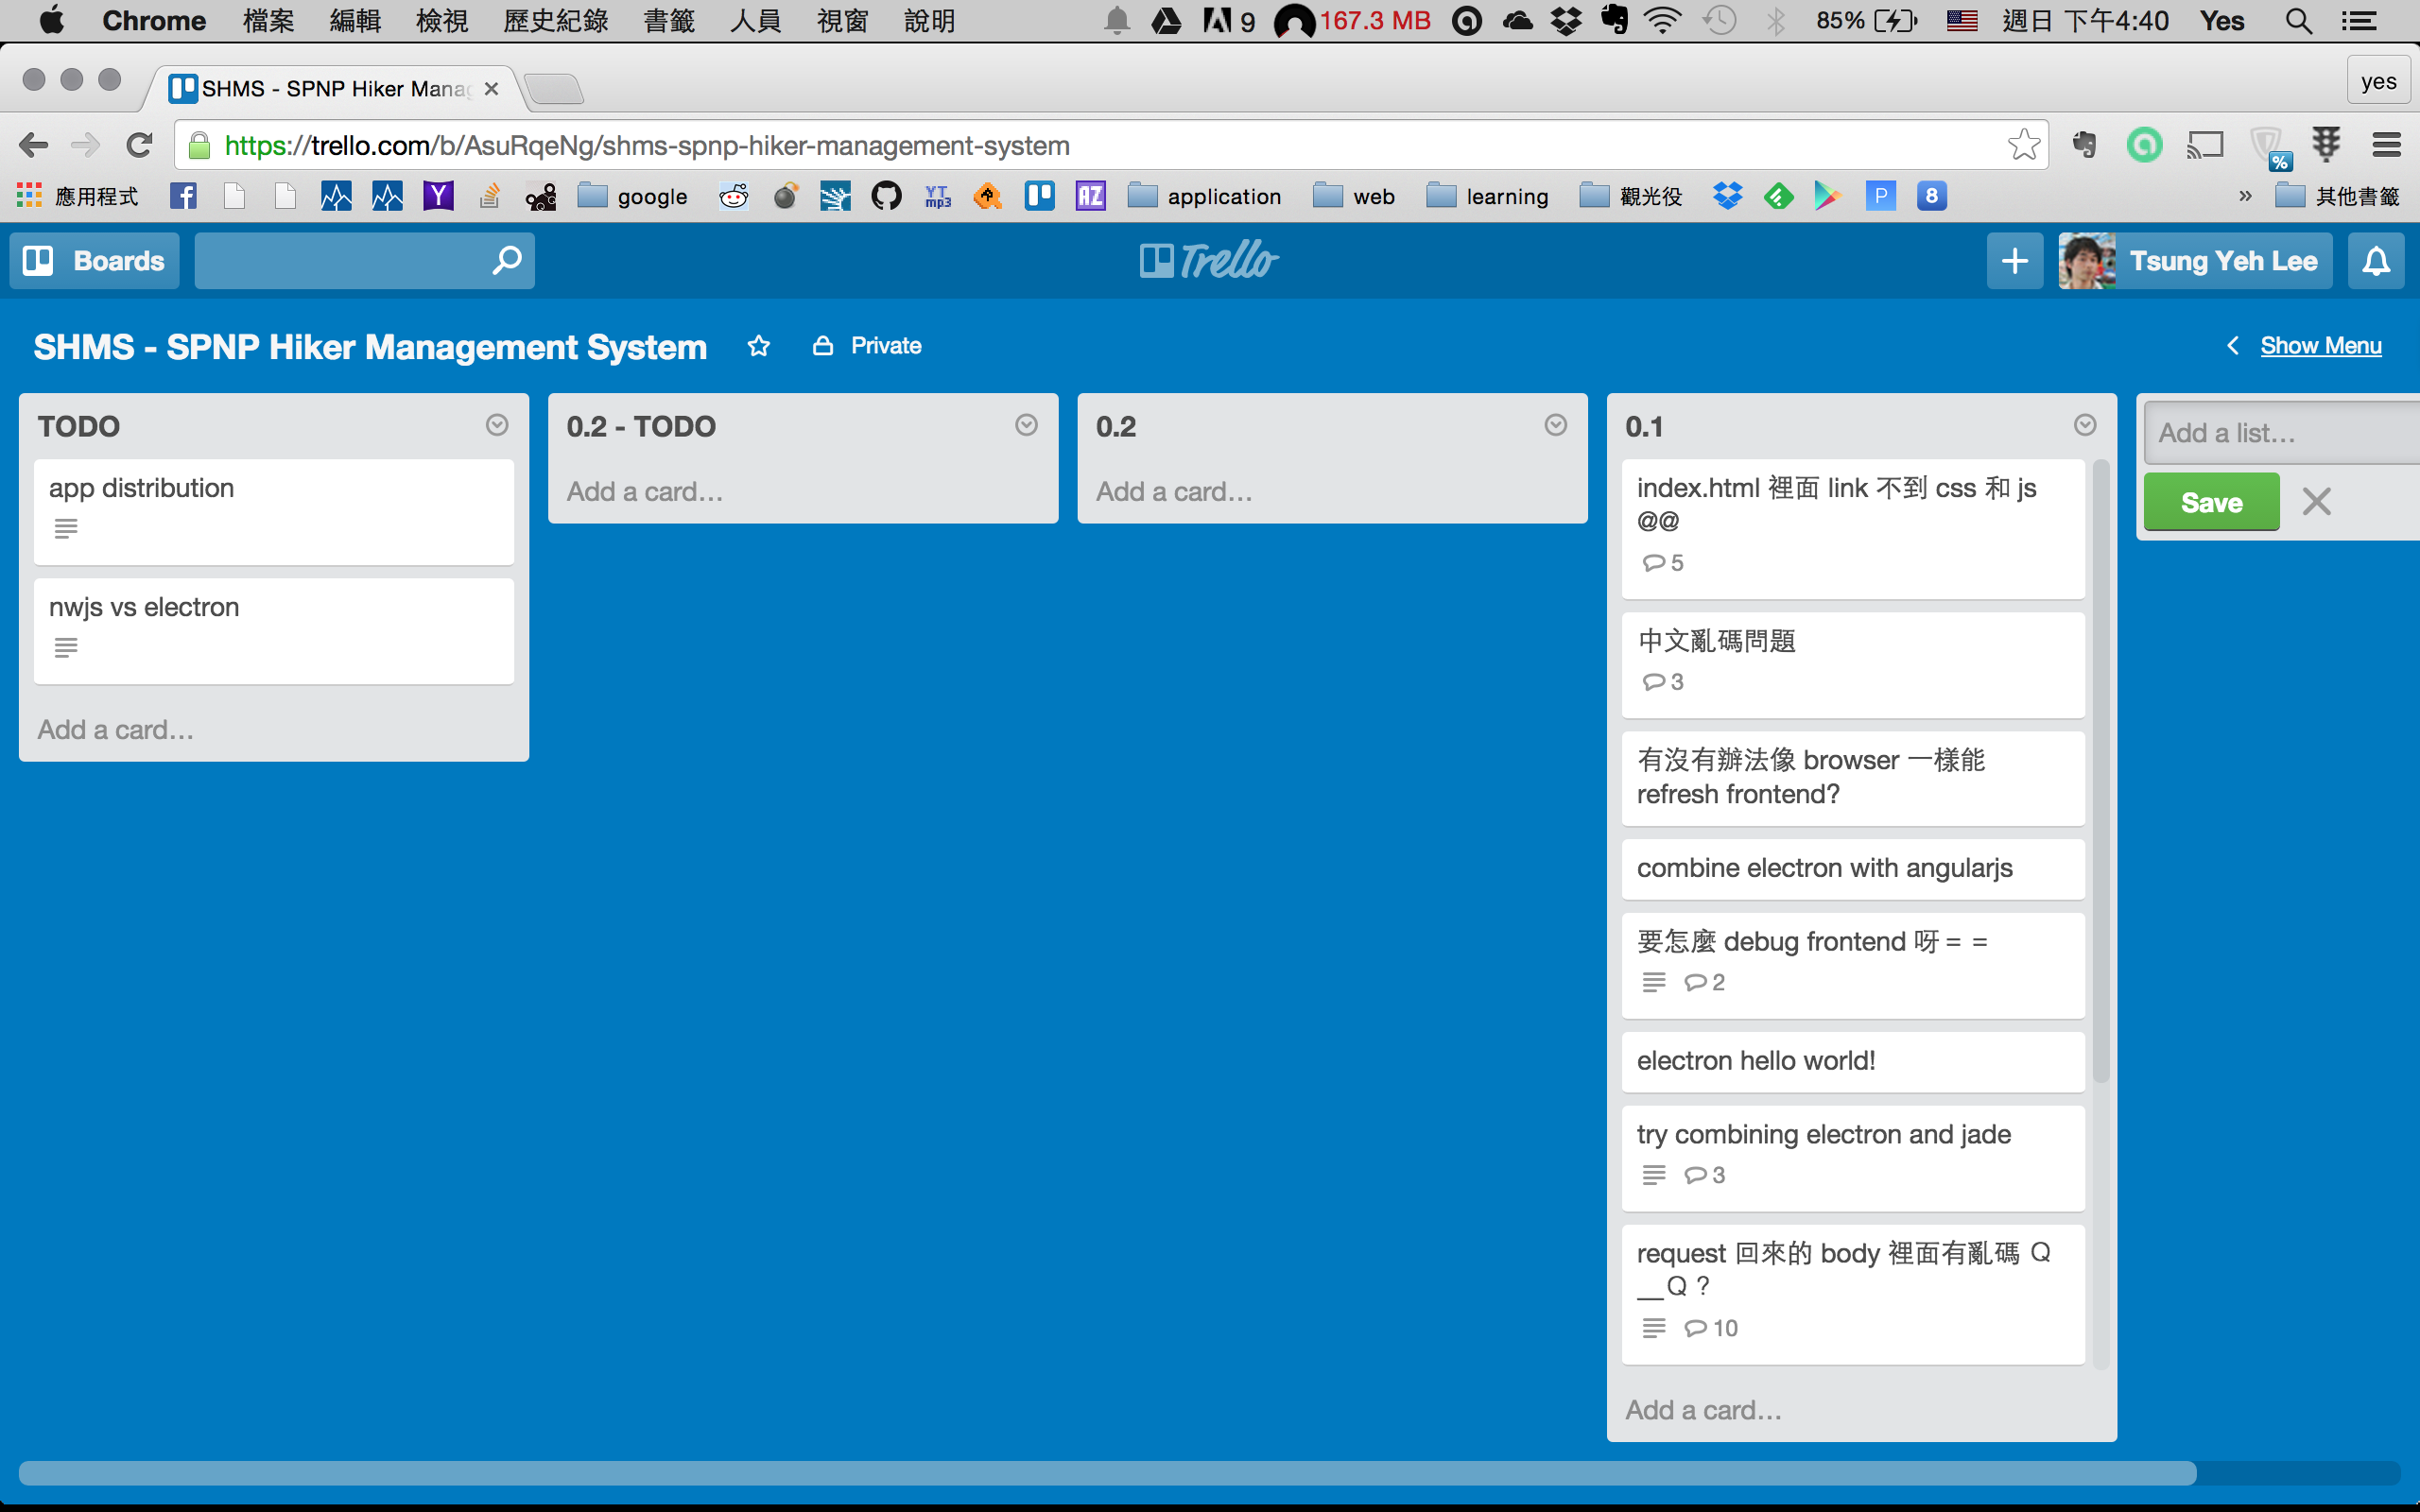 Chrome 檔案 編輯 檢視 歷史紀錄 書籤 人員 視窗 說明 9 167.3 MB 85% 週日 下午4:40 Yes
SHMS - SPNP Hiker Manag yes
https://trello.com/b/AsuRqeNg/shms-spnp-hiker-management-system
%
應用程式 google YT mp3 AZ application web learning 觀光役 P 8 » 其他書籤
Boards Trello Tsung Yeh Lee
SHMS - SPNP Hiker Management System Private Show Menu
TODO
app distribution
nwjs vs electron
Add a card…
0.2 - TODO
Add a card…
0.2
Add a card…
0.1
index.html 裡面 link 不到 css 和 js
@@
5
中文亂碼問題
3
有沒有辦法像 browser 一樣能
refresh frontend?
combine electron with angularjs
要怎麼 debug frontend 呀 = =
2
electron hello world!
try combining electron and jade
3
request 回來的 body 裡面有亂碼 Q
__Q ?
10
Add a card…
Add a list…
Save